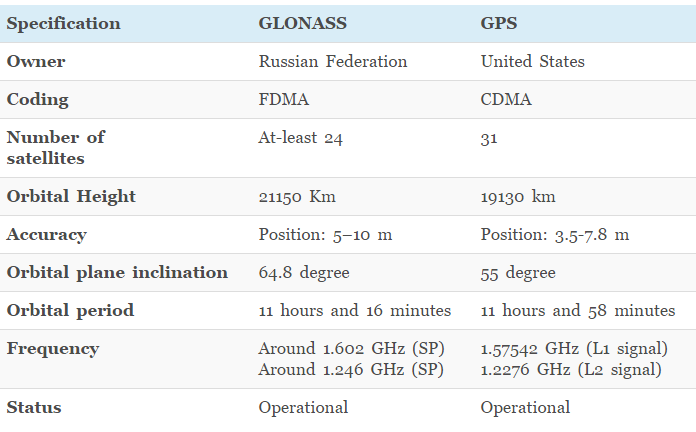 Specification GLONASS GPS
Owner Russian Federation United States
Coding FDMA CDMA
Number of satellites At-least 24 31
Orbital Height 21150 Km 19130 km
Accuracy Position: 5–10 m Position: 3.5-7.8 m
Orbital plane inclination 64.8 degree 55 degree
Orbital period 11 hours and 16 minutes 11 hours and 58 minutes
Frequency Around 1.602 GHz (SP) 1.57542 GHz (L1 signal)
Around 1.246 GHz (SP) 1.2276 GHz (L2 signal)
Status Operational Operational